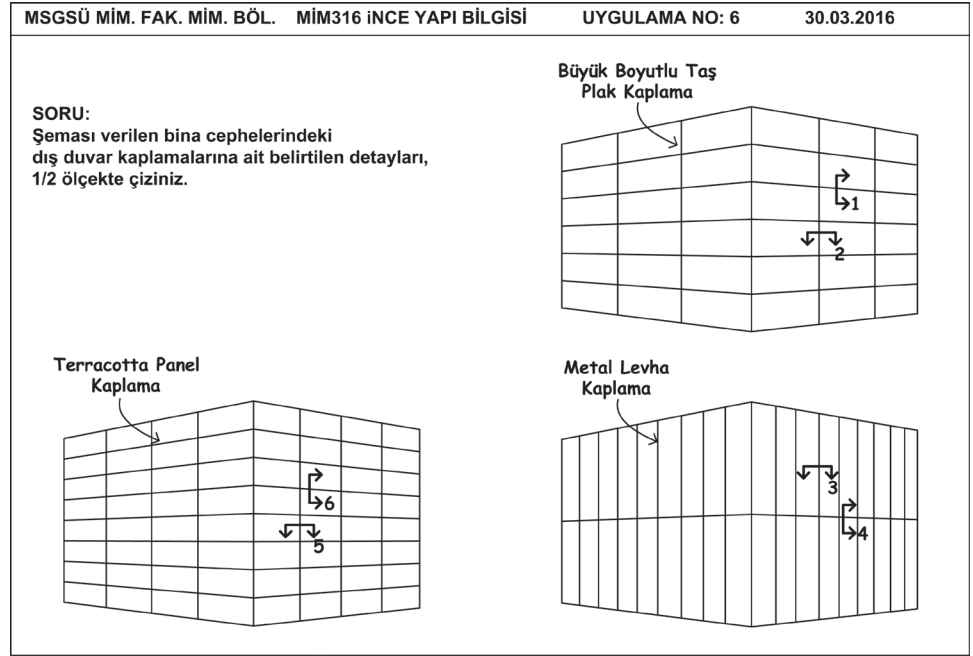 MSGSÜ MİM. FAK. MİM. BÖL. MİM316 iNCE YAPI BİLGİSİ UYGULAMA NO: 6 30.03.2016
SORU:
Şeması verilen bina cephelerindeki
dış duvar kaplamalarına ait belirtilen detayları,
1/2 ölçekte çiziniz.
Büyük Boyutlu Taş
Plak Kaplama
1
2
Terracotta Panel
Kaplama
6
5
Metal Levha
Kaplama
3
4